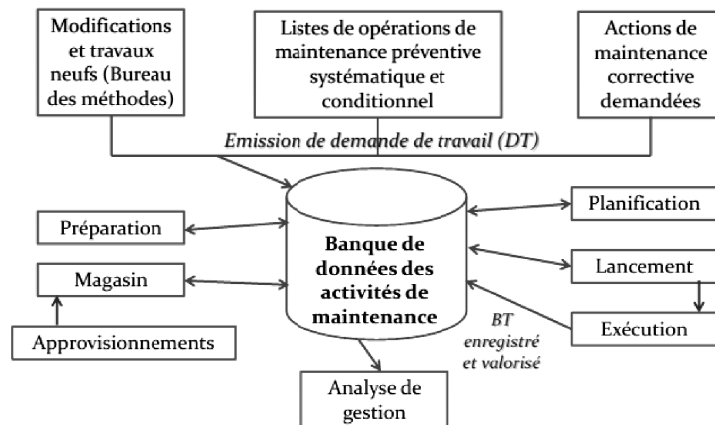 Modifications
et travaux
neufs (Bureau
des méthodes)
Listes de opérations de
maintenance préventive
systématique et
conditionnel
Actions de
maintenance
corrective
demandées
Emission de demande de travail (DT)
Préparation
Magasin
Approvisionnements
Banque de
données des
activités de
maintenance
Planification
Lancement
Exécution
BT
enregistré
et valorisé
Analyse de
gestion